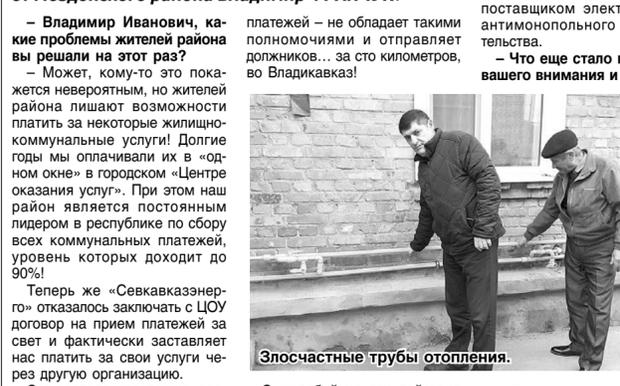 – Владимир Иванович, ка-
кие проблемы жителей района
вы решали на этот раз?
– Может, кому-то это пока-
жется невероятным, но жителей
района лишают возможности
платить за некоторые жилищно-
коммунальные услуги! Долгие
годы мы оплачивали их в «од-
ном окне» в городском «Центре
оказания услуг». При этом наш
район является постоянным
лидером в республике по сбору
всех коммунальных платежей,
уровень которых доходит до
90%!
Теперь же «Севкавказэнер-
го» отказалось заключать с ЦОУ
договор на прием платежей за
свет и фактически заставляет
нас платить за свои услуги че-
рез другую организацию.
платежей – не обладает такими
полномочиями и отправляет
должников... за сто километров,
во Владикавказ!
Злосчастные трубы отопления.
поставщиком элект
антимонопольного
тельства.
– Что еще стало
вашего внимания и